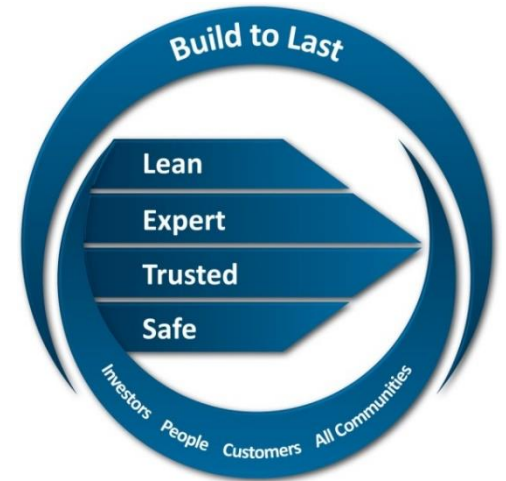 Build to Last
Lean
Expert
Trusted
Safe
Investors People Customers All Communities